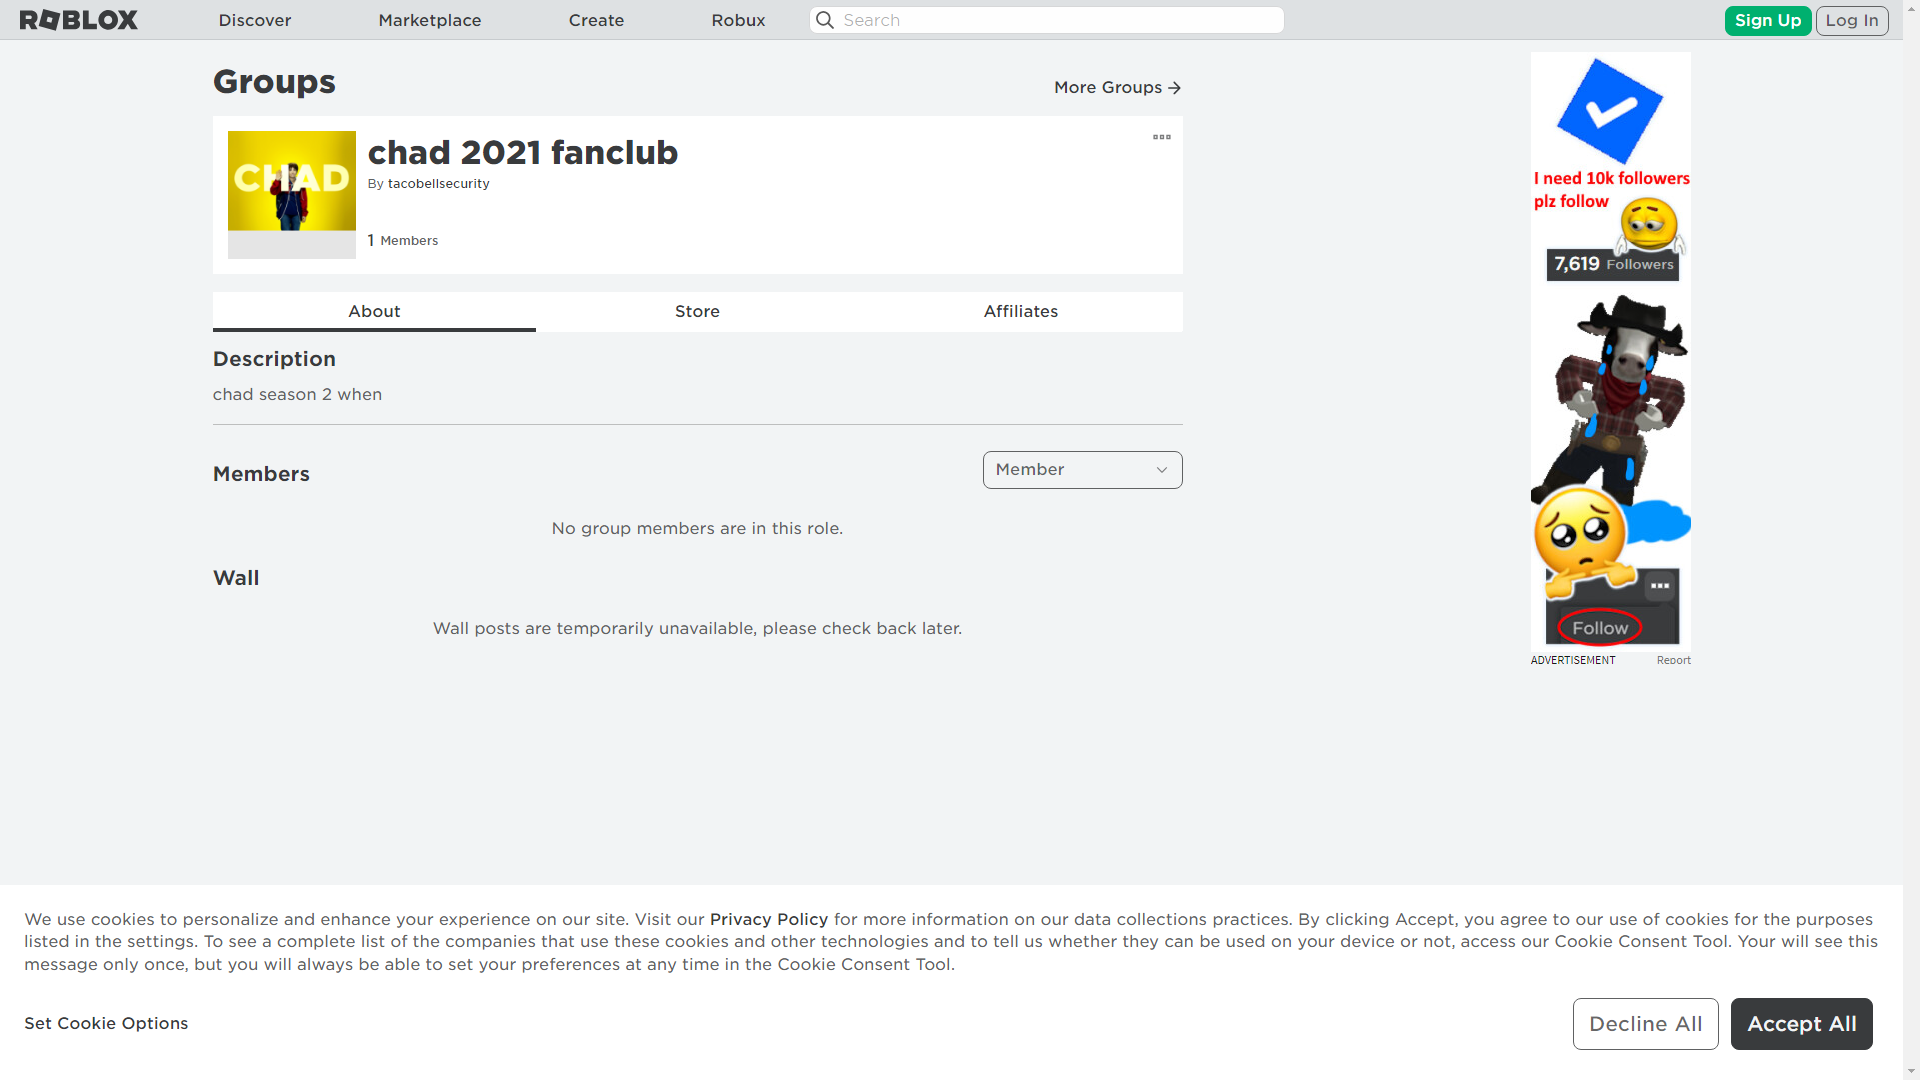 ROBLOX
Discover
Marketplace
Create
Robux
Search
Sign Up
Log In
Groups
More Groups
CHAD
chad 2021 fanclub
By tacobellsecurity
1 Members
About
Store
Affiliates
Description
chad season 2 when
Members
Member
No group members are in this role.
Wall
Wall posts are temporarily unavailable, please check back later.
I need 10k followers
plz follow
7,619 Followers
Follow
ADVERTISEMENT
Report
We use cookies to personalize and enhance your experience on our site. Visit our Privacy Policy for more information on our data collections practices. By clicking Accept, you agree to our use of cookies for the purposes
listed in the settings. To see a complete list of the companies that use these cookies and other technologies and to tell us whether they can be used on your device or not, access our Cookie Consent Tool. Your will see this
message only once, but you will always be able to set your preferences at any time in the Cookie Consent Tool.
Set Cookie Options
Decline All
Accept All